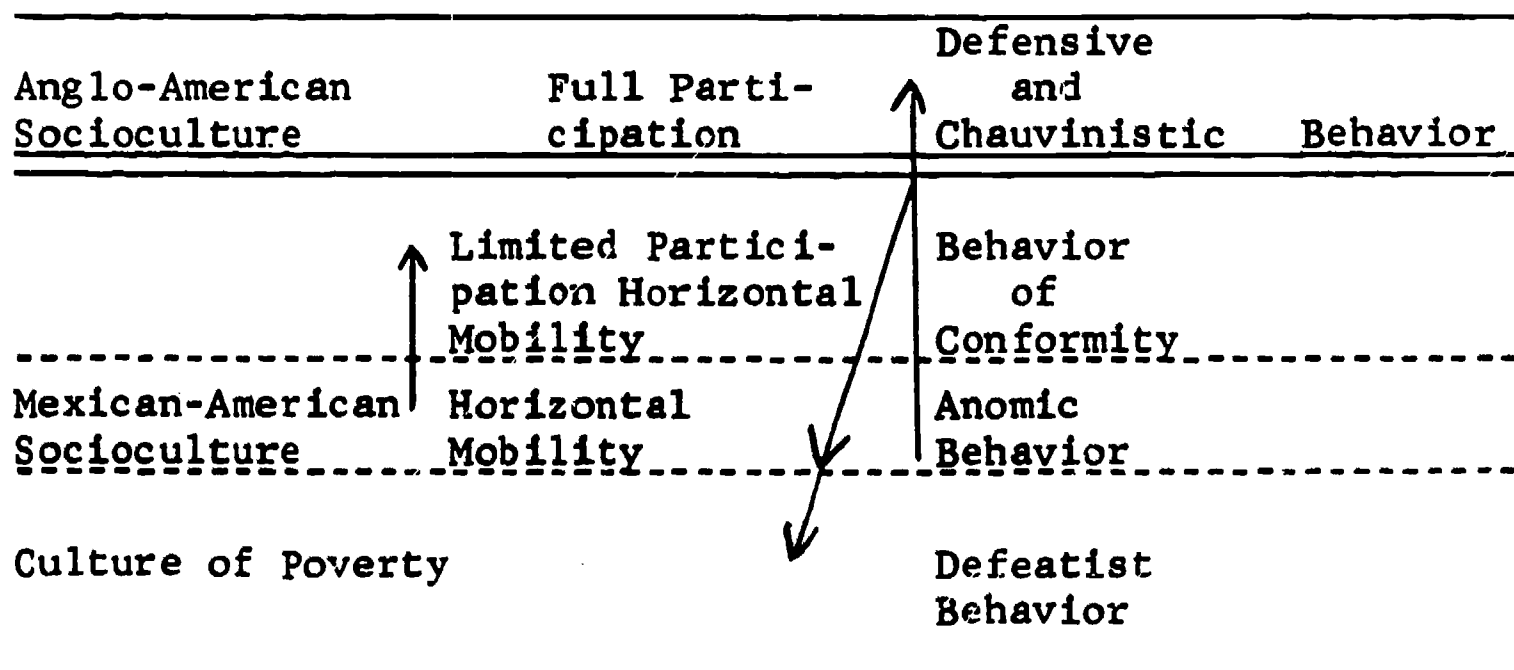 Defensive
Anglo-American Full Parti- and
Socioculture cipation Chauvinistic Behavior
Limited Partici- Behavior
pation Horizontal of
Mobility Conformity
Mexican-American Horizontal Anomic
Socioculture Mobility Behavior
Culture of Poverty Defeatist
Behavior